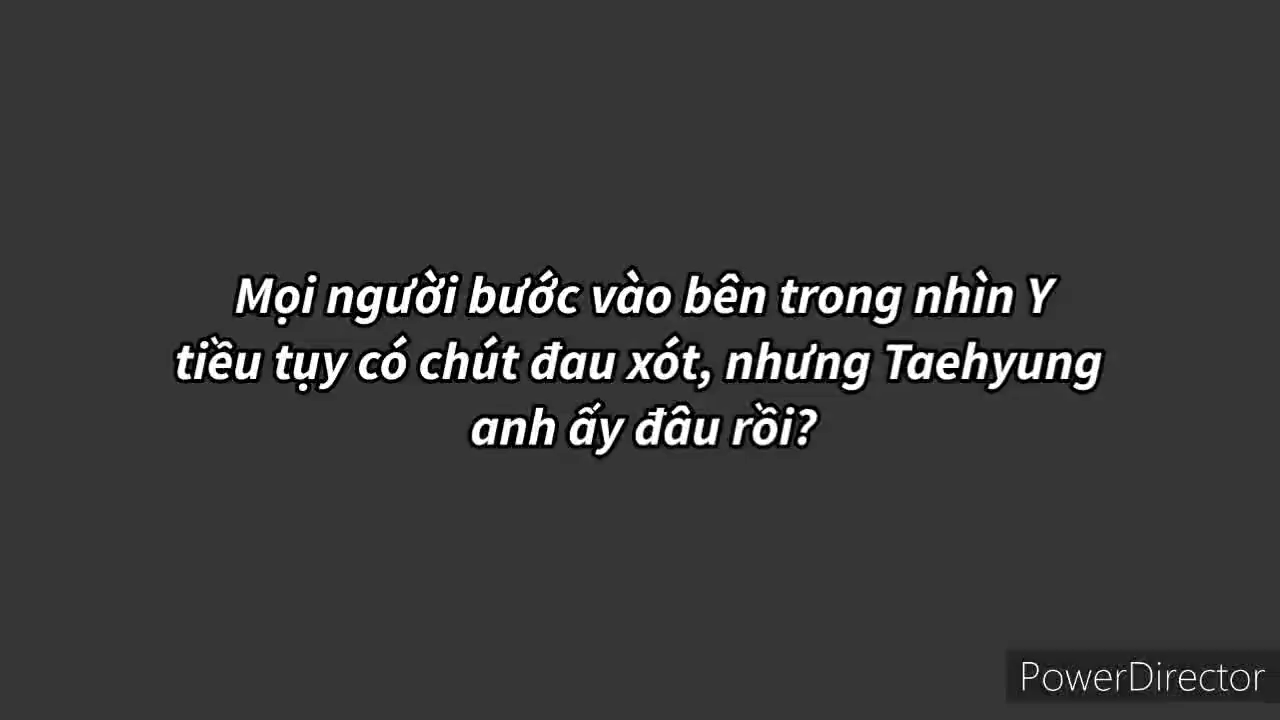 Mọi người bước vào bên trong nhìn Y
tiều tụy có chút đau xót, nhưng Taehyung
anh ấy đâu rồi?
PowerDirector